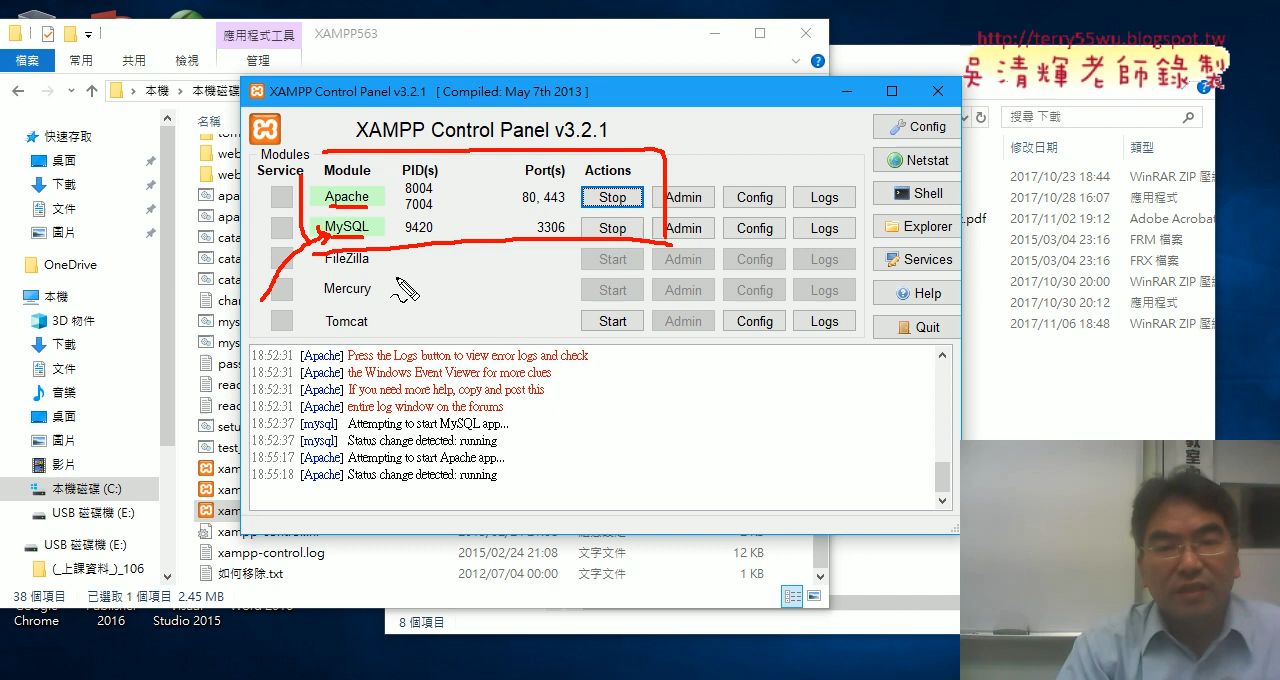 應用程式工具
XAMPP563
檔案
常用
共用
檢視
管理
本機
本機磁碟
名稱
快速存取
桌面
下載
文件
圖片
OneDrive
本機
3D 物件
下載
文件
音樂
桌面
圖片
影片
本機磁碟 (C:)
USB 磁碟機 (E:)
USB 磁碟機 (E:)
(_上課資料_)_106
xampp-control.log
2015/02/24 21:08
文字文件
12 KB
如何移除.txt
2012/07/04 00:00
文字文件
1 KB
38 個項目
已選取 1 個項目 2.45 MB
XAMPP Control Panel v3.2.1 [ Compiled: May 7th 2013 ]
XAMPP Control Panel v3.2.1
Modules
Service Module PID(s) Port(s) Actions
Apache 8004 7004 80, 443 Stop Admin Config Logs
MySQL 9420 3306 Stop Admin Config Logs
FileZilla Start Admin Config Logs
Mercury Start Admin Config Logs
Tomcat Start Admin Config Logs
Config
Netstat
Shell
Explorer
Services
Help
Quit
18:52:31 [Apache] Press the Logs button to view error logs and check
18:52:31 [Apache] the Windows Event Viewer for more clues
18:52:31 [Apache] If you need more help, copy and post this
18:52:31 [Apache] entire log window on the forums
18:52:37 [mysql] Attempting to start MySQL app...
18:52:37 [mysql] Status change detected: running
18:55:17 [Apache] Attempting to start Apache app...
18:55:18 [Apache] Status change detected: running
http://terry55wu.blogspot.tw
吳清輝老師錄製
搜尋 下載
修改日期 類型
2017/10/23 18:44 WinRAR ZIP
2017/10/28 16:07 應用程式
.pdf 2017/11/02 19:12 Adobe Acrobat
2015/03/04 23:16 FRM 檔案
2015/03/04 23:16 FRX 檔案
2017/10/30 20:00 WinRAR ZIP
2017/10/30 20:12 應用程式
2017/11/06 18:48 WinRAR ZIP
8 個項目
Chrome
2016
Studio 2015